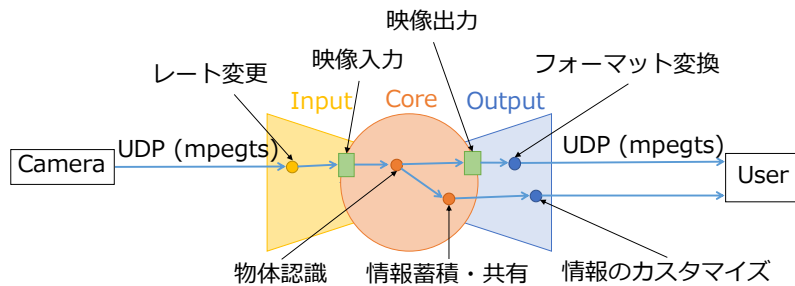 映像出力
映像入力
レート変更
フォーマット変換
Input
Core
Output
UDP (mpegts)
UDP (mpegts)
Camera
User
物体認識
情報蓄積・共有
情報のカスタマイズ